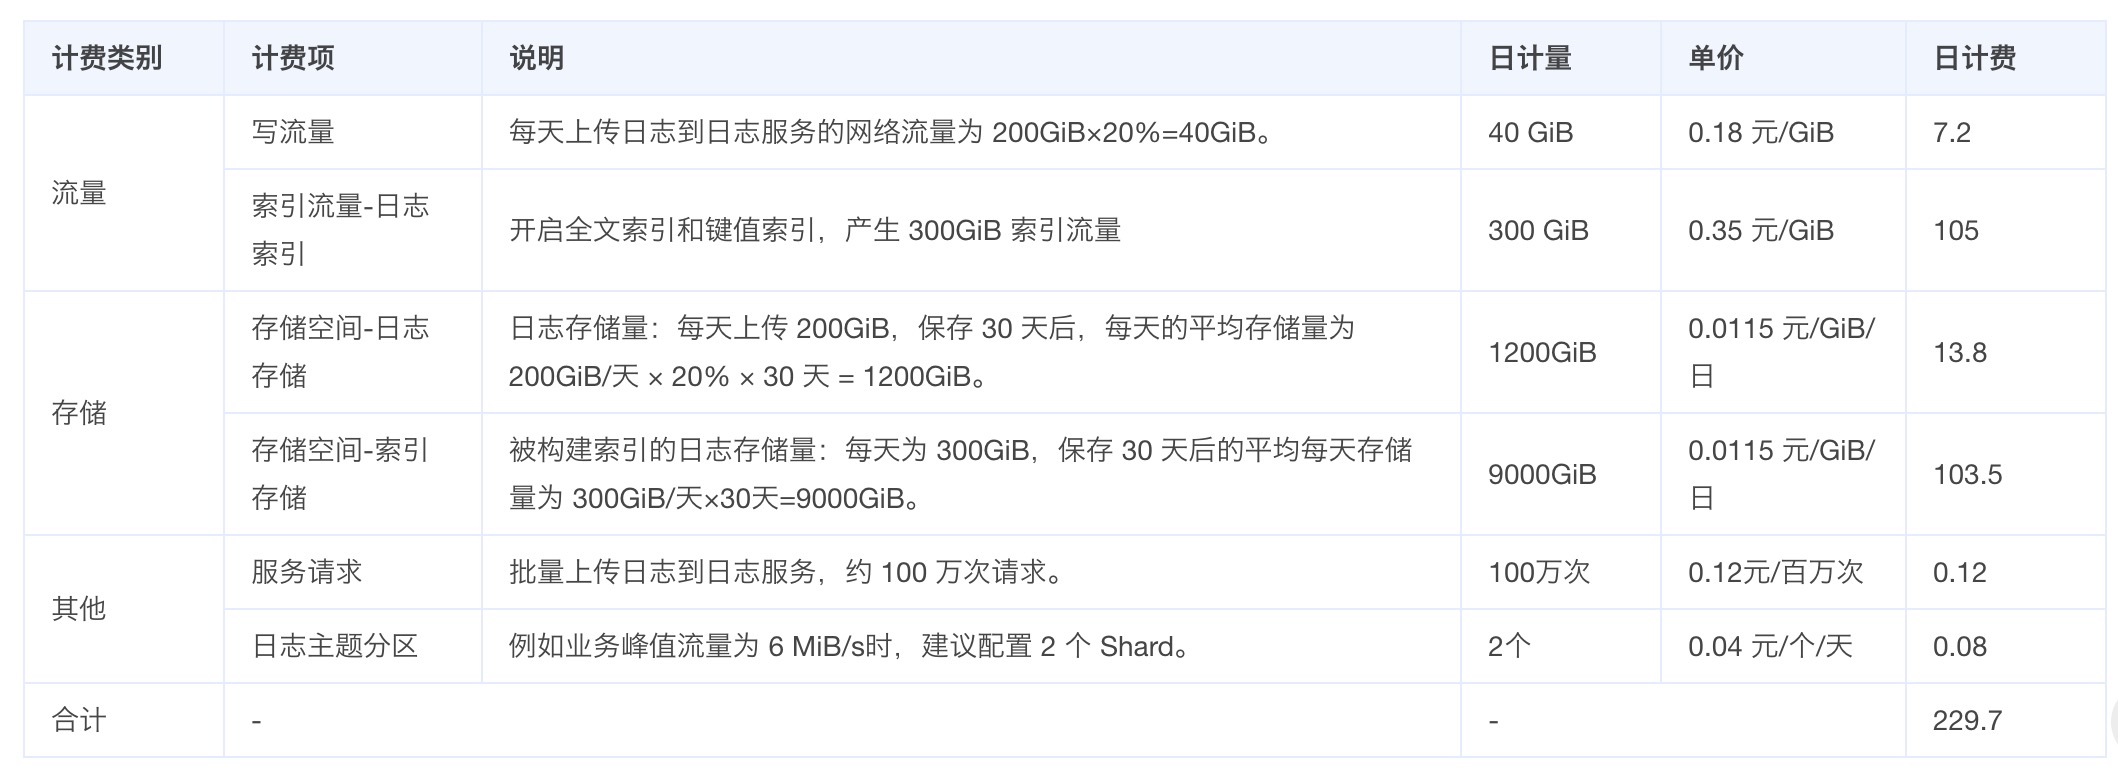 计费类别 计费项 说明 日计量 单价 日计费
流量
写流量 每天上传日志到日志服务的网络流量为 200GiB×20%=40GiB。 40 GiB 0.18 元/GiB 7.2
索引流量-日志
索引
开启全文索引和键值索引，产生 300GiB 索引流量 300 GiB 0.35 元/GiB 105
存储
存储空间-日志
存储
日志存储量：每天上传 200GiB，保存 30 天后，每天的平均存储量为
200GiB/天 × 20% × 30 天 = 1200GiB。
1200GiB
0.0115 元/GiB/
日
13.8
存储空间-索引
存储
被构建索引的日志存储量：每天为 300GiB，保存 30 天后的平均每天存储
量为 300GiB/天×30天=9000GiB。
9000GiB
0.0115 元/GiB/
日
103.5
其他
服务请求 批量上传日志到日志服务，约 100 万次请求。 100万次 0.12元/百万次 0.12
日志主题分区 例如业务峰值流量为 6 MiB/s时，建议配置 2 个 Shard。 2个 0.04 元/个/天 0.08
合计 - - 229.7